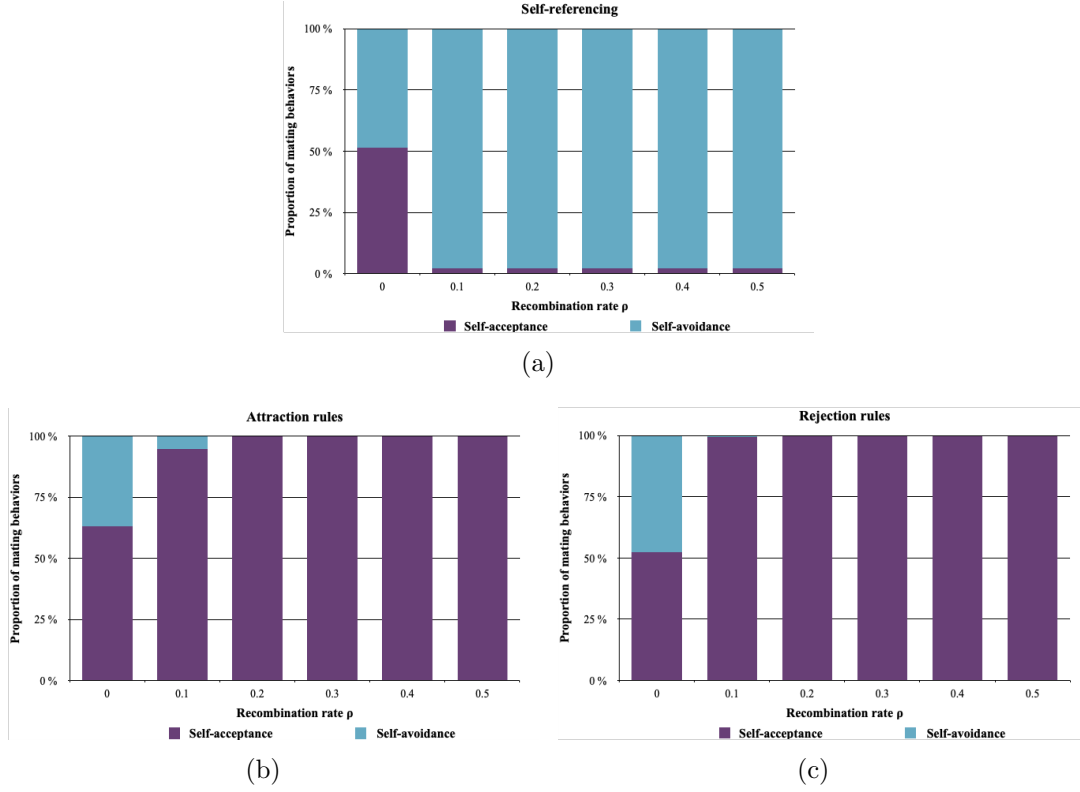 Self-referencing
Proportion of mating behaviors
100 %
75 %
50 %
25 %
0 %
0 0.1 0.2 0.3 0.4 0.5
Recombination rate ρ
Self-acceptance Self-avoidance
(a)
Attraction rules
Proportion of mating behaviors
100 %
75 %
50 %
25 %
0 %
0 0.1 0.2 0.3 0.4 0.5
Recombination rate ρ
Self-acceptance Self-avoidance
(b)
Rejection rules
Proportion of mating behaviors
100 %
75 %
50 %
25 %
0 %
0 0.1 0.2 0.3 0.4 0.5
Recombination rate ρ
Self-acceptance Self-avoidance
(c)